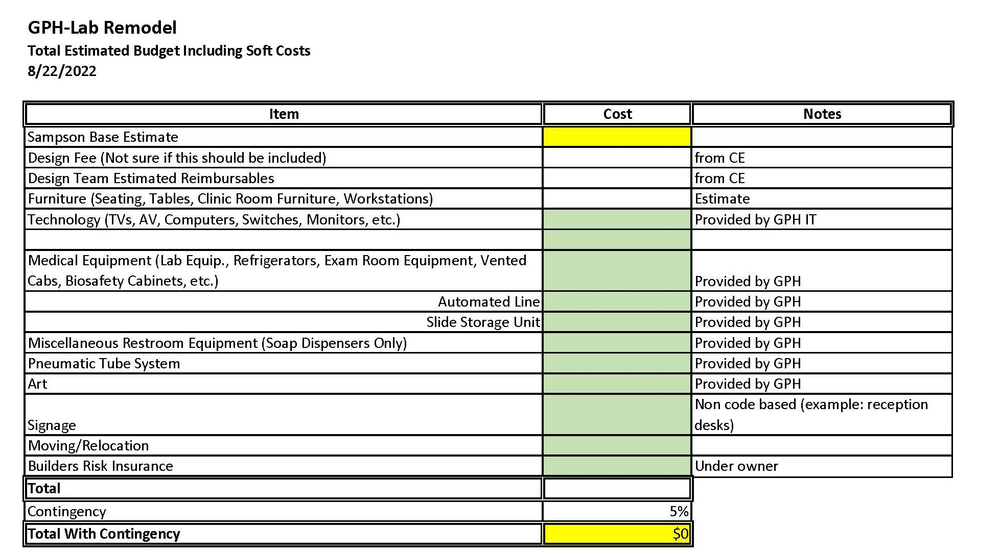 GPH-Lab Remodel
Total Estimated Budget Including Soft Costs
8/22/2022
Item Cost Notes
Sampson Base Estimate
Design Fee (Not sure if this should be included) from CE
Design Team Estimated Reimbursables from CE
Furniture (Seating, Tables, Clinic Room Furniture, Workstations) Estimate
Technology (TVs, AV, Computers, Switches, Monitors, etc.) Provided by GPH IT
Medical Equipment (Lab Equip., Refrigerators, Exam Room Equipment, Vented
Cabs, Biosafety Cabinets, etc.) Provided by GPH
Automated Line Provided by GPH
Slide Storage Unit Provided by GPH
Miscellaneous Restroom Equipment (Soap Dispensers Only) Provided by GPH
Pneumatic Tube System Provided by GPH
Art Provided by GPH
Non code based (example: reception
Signage desks)
Moving/Relocation
Builders Risk Insurance Under owner
Total
Contingency 5%
Total With Contingency $0